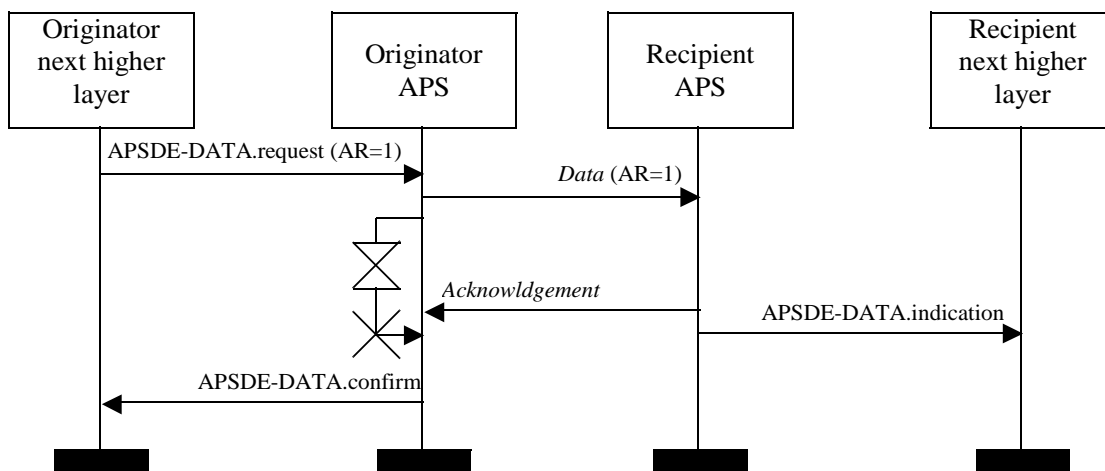 Originator
next higher
layer
Originator
APS
Recipient
APS
Recipient
next higher
layer
APSDE-DATA.request (AR=1)
Data (AR=1)
Acknowldgement
APSDE-DATA.indication
APSDE-DATA.confirm